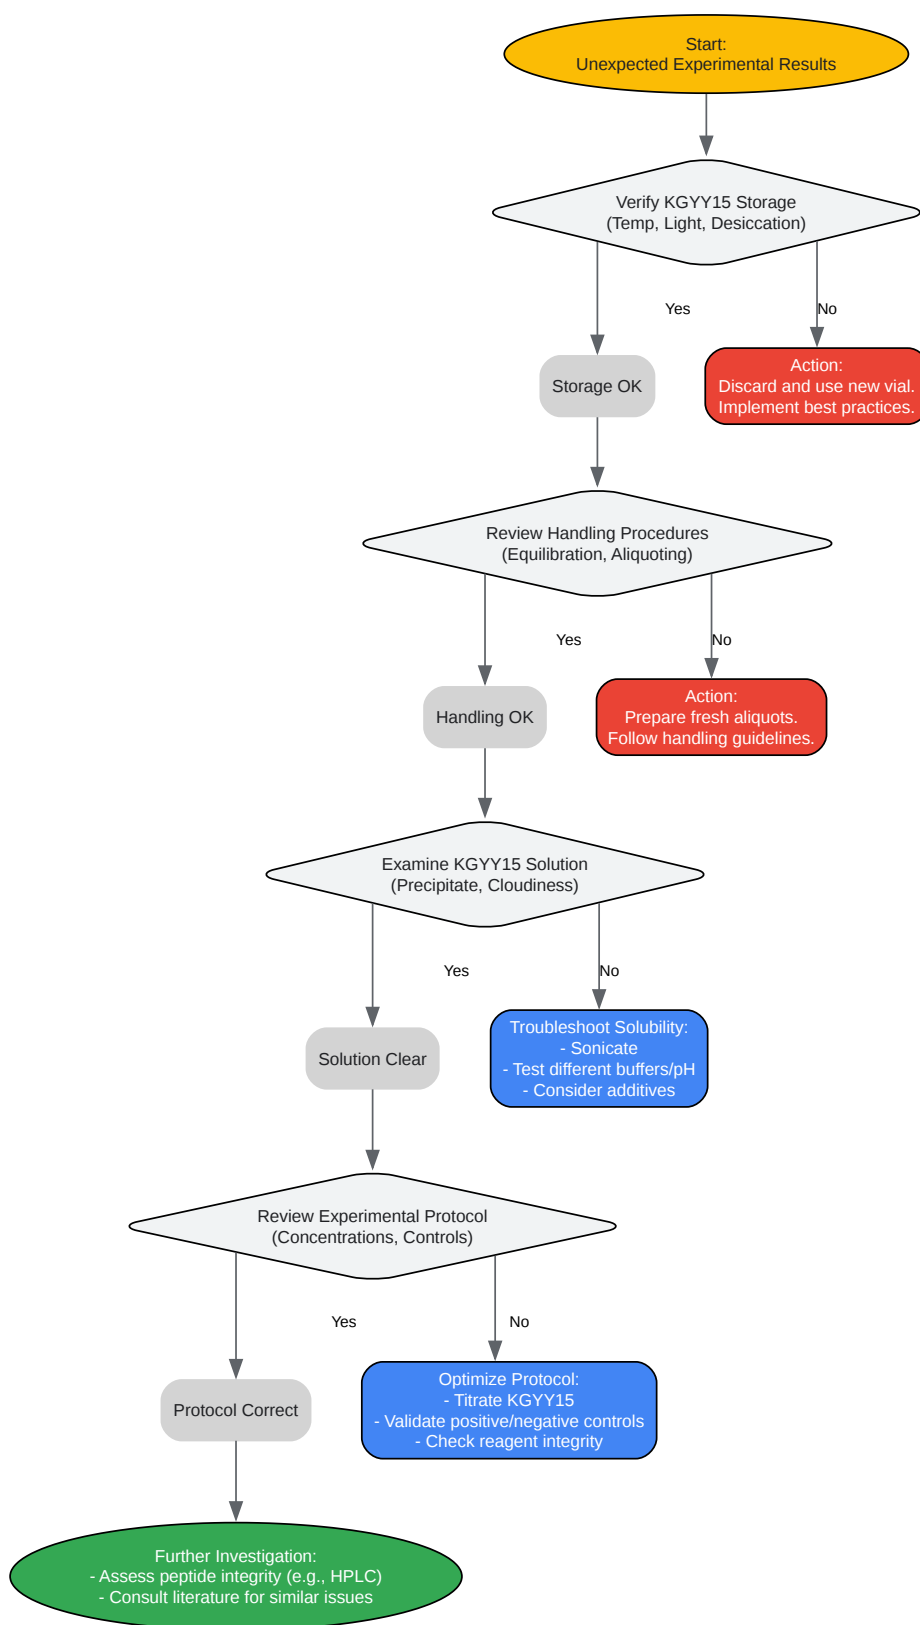 Start:
Unexpected Experimental Results
Verify KGYY15 Storage
(Temp, Light, Desiccation)
Yes
No
Storage OK
Action:
Discard and use new vial.
Implement best practices.
Review Handling Procedures
(Equilibration, Aliquoting)
Yes
No
Handling OK
Action:
Prepare fresh aliquots.
Follow handling guidelines.
Examine KGYY15 Solution
(Precipitate, Cloudiness)
Yes
No
Solution Clear
Troubleshoot Solubility:
- Sonicate
- Test different buffers/pH
- Consider additives
Review Experimental Protocol
(Concentrations, Controls)
Yes
No
Protocol Correct
Optimize Protocol:
- Titrate KGYY15
- Validate positive/negative controls
- Check reagent integrity
Further Investigation:
- Assess peptide integrity (e.g., HPLC)
- Consult literature for similar issues